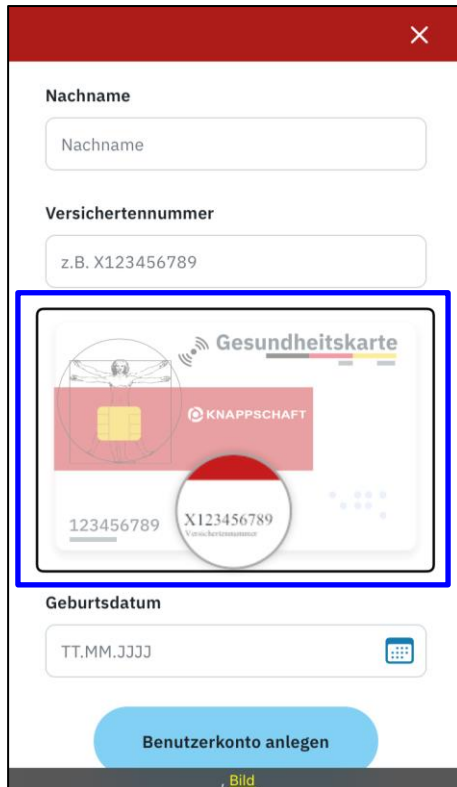 Nachname
Nachname
Versichertennummer
z.B. X123456789
Gesundheitskarte
KNAPPSCHAFT
123456789
X123456789
Versichertennummer
Geburtsdatum
TT.MM.JJJJ
Benutzerkonto anlegen
, Bild